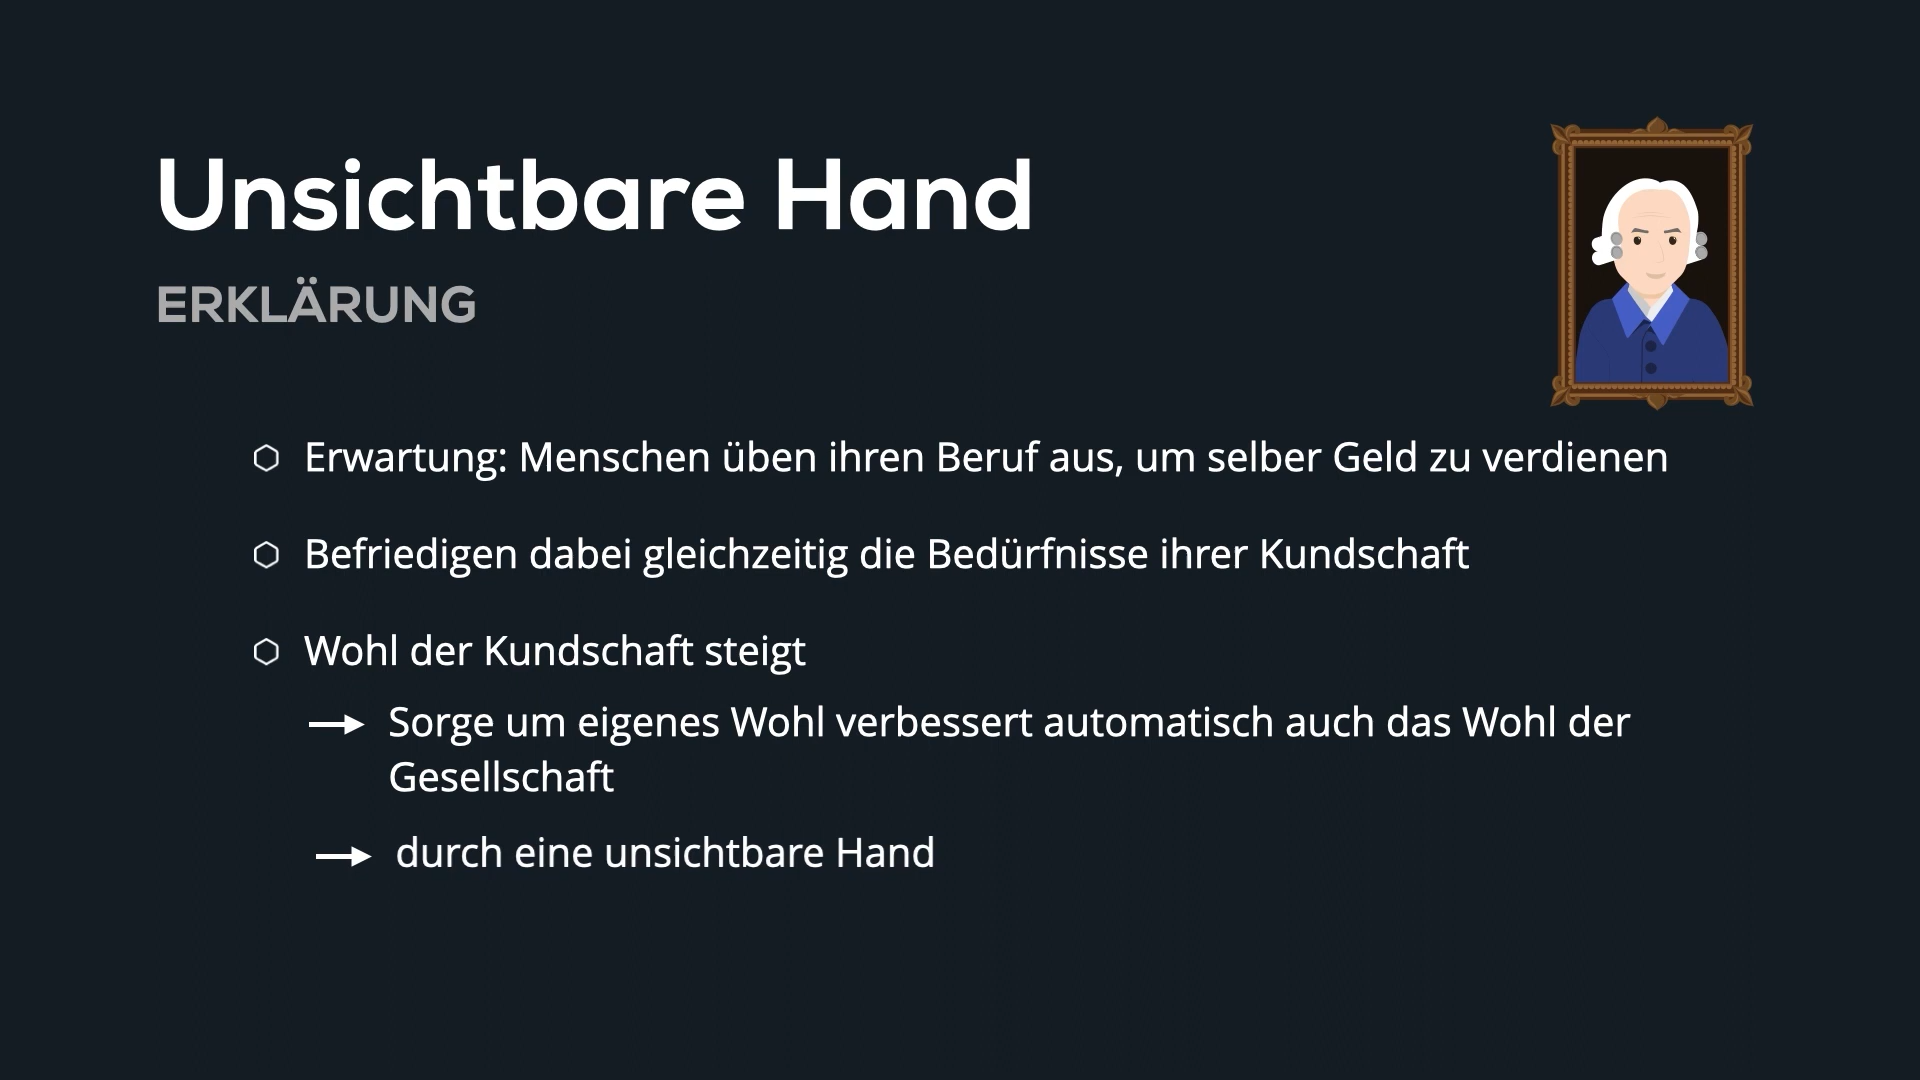 Unsichtbare Hand
ERKLÄRUNG
Erwartung: Menschen üben ihren Beruf aus, um selber Geld zu verdienen
Befriedigen dabei gleichzeitig die Bedürfnisse ihrer Kundschaft
Wohl der Kundschaft steigt
Sorge um eigenes Wohl verbessert automatisch auch das Wohl der
Gesellschaft
durch eine unsichtbare Hand